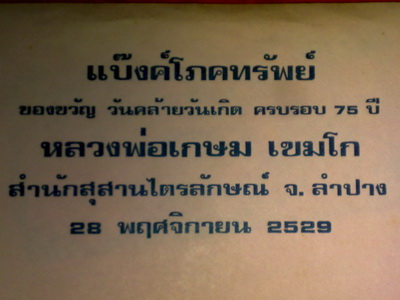 แบ๊งค์โภคทรัพย์
ของขวัญ วันคล้ายวันเกิด ครบรอบ 75 ปี
หลวงพ่อเกษม เขมโก
สำนักสุสานไตรลักษณ์ จ. ลำปาง
28 พฤศจิกายน 2529